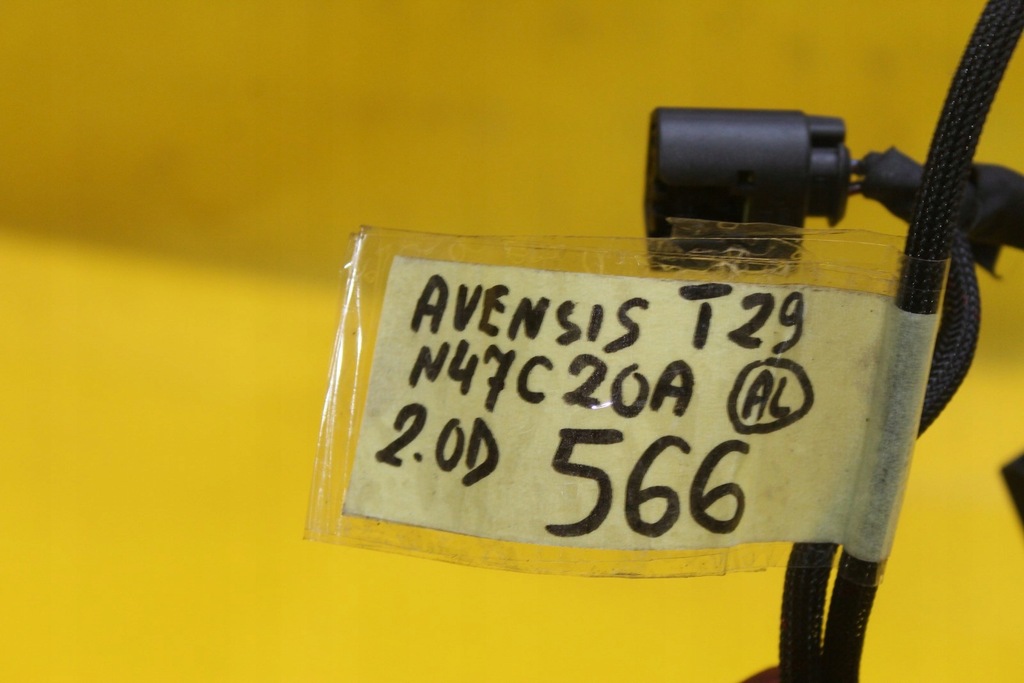 AVENSIS T29
N47C20A AL
2.0D 566